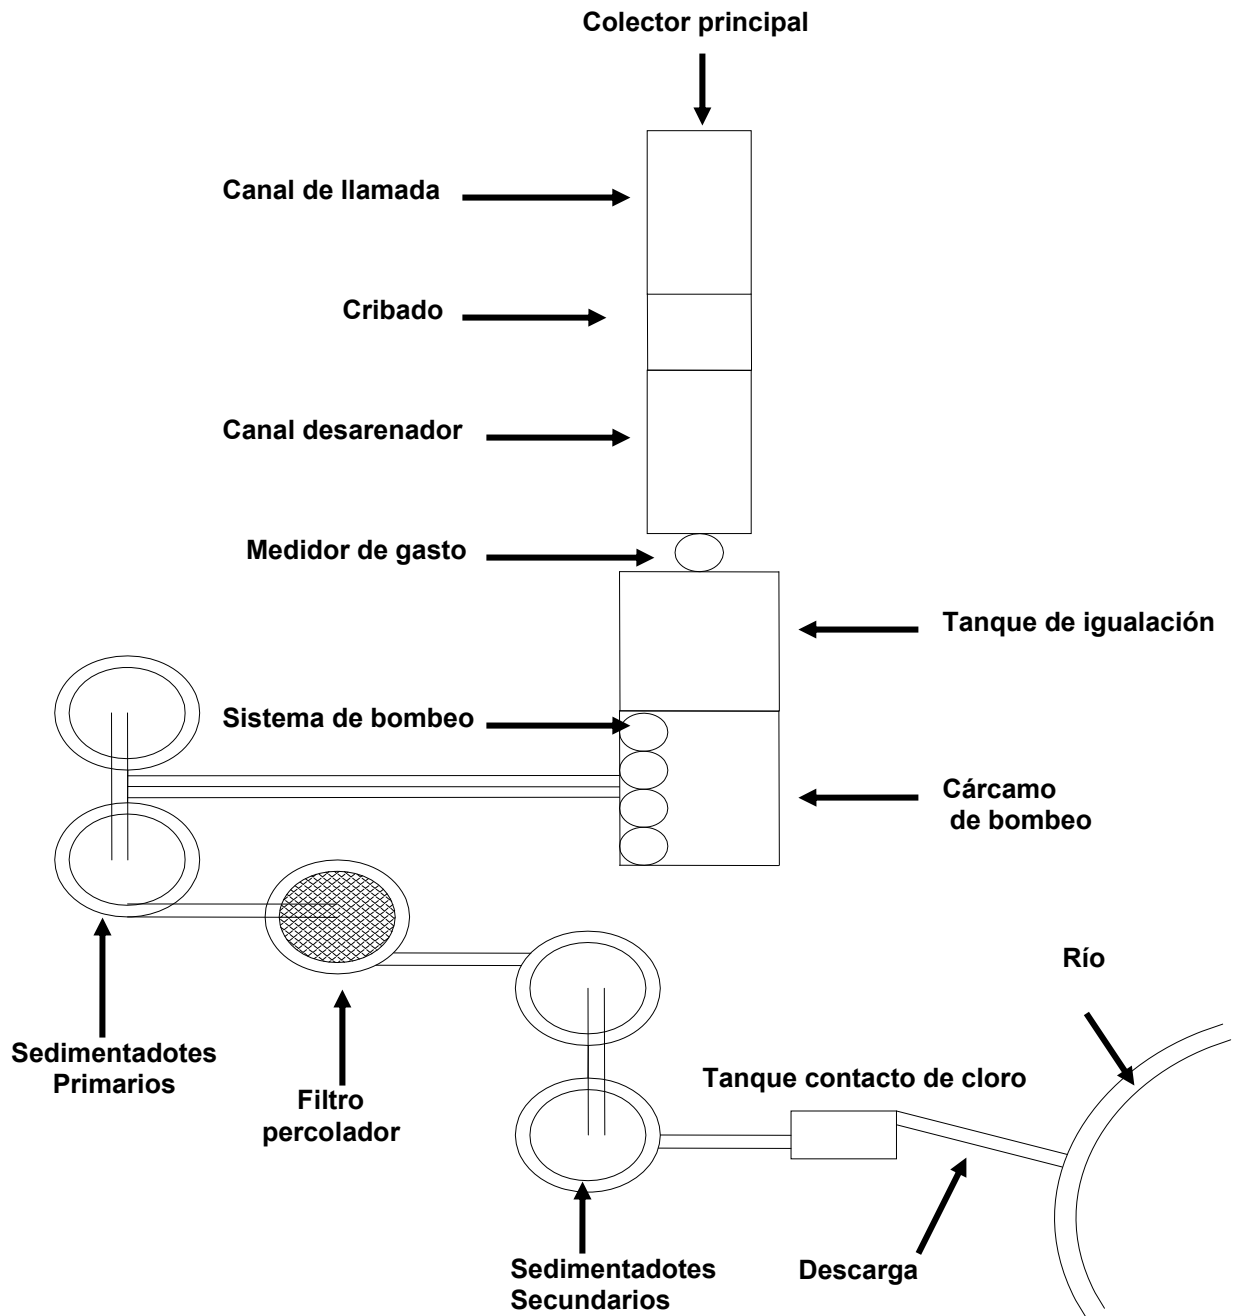 Colector principal
Canal de llamada
Cribado
Canal desarenador
Medidor de gasto
Tanque de igualación
Sistema de bombeo
Cárcamo
de bombeo
Río
Sedimentadotes
Primarios
Filtro
percolador
Tanque contacto de cloro
Sedimentadotes
Secundarios
Descarga